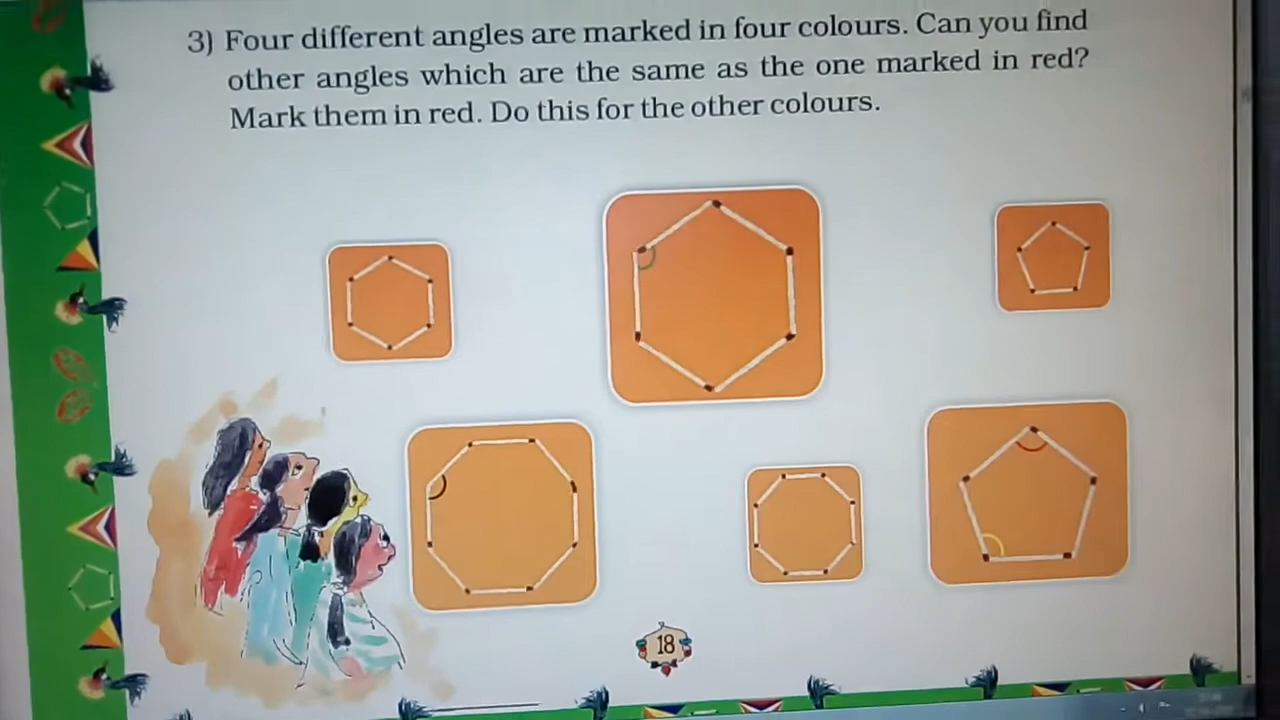 3) Four different angles are marked in four colours. Can you find
other angles which are the same as the one marked in red?
Mark them in red. Do this for the other colours.
18